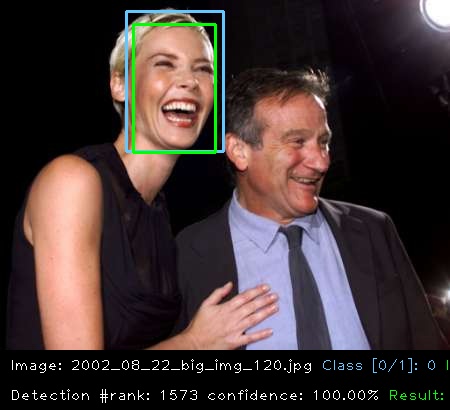 Image: 2002_08_22_big_img_120.jpg Class [0/1]: 0
Detection #rank: 1573 confidence: 100.00% Result: